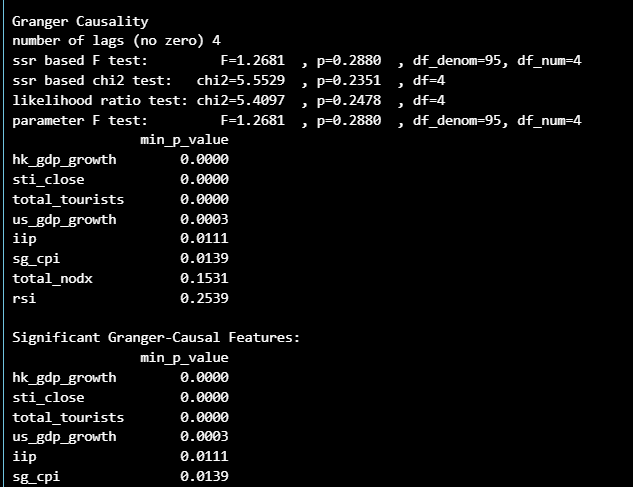 Granger Causality
number of lags (no zero) 4
ssr based F test:         F=1.2681  , p=0.2880  , df_denom=95, df_num=4
ssr based chi2 test:   chi2=5.5529  , p=0.2351  , df=4
likelihood ratio test: chi2=5.4097  , p=0.2478  , df=4
parameter F test:         F=1.2681  , p=0.2880  , df_denom=95, df_num=4
min_p_value
hk_gdp_growth 0.0000
sti_close 0.0000
total_tourists 0.0000
us_gdp_growth 0.0003
iip 0.0111
sg_cpi 0.0139
total_nodx 0.1531
rsi 0.2539
Significant Granger-Causal Features:
min_p_value
hk_gdp_growth 0.0000
sti_close 0.0000
total_tourists 0.0000
us_gdp_growth 0.0003
iip 0.0111
sg_cpi 0.0139